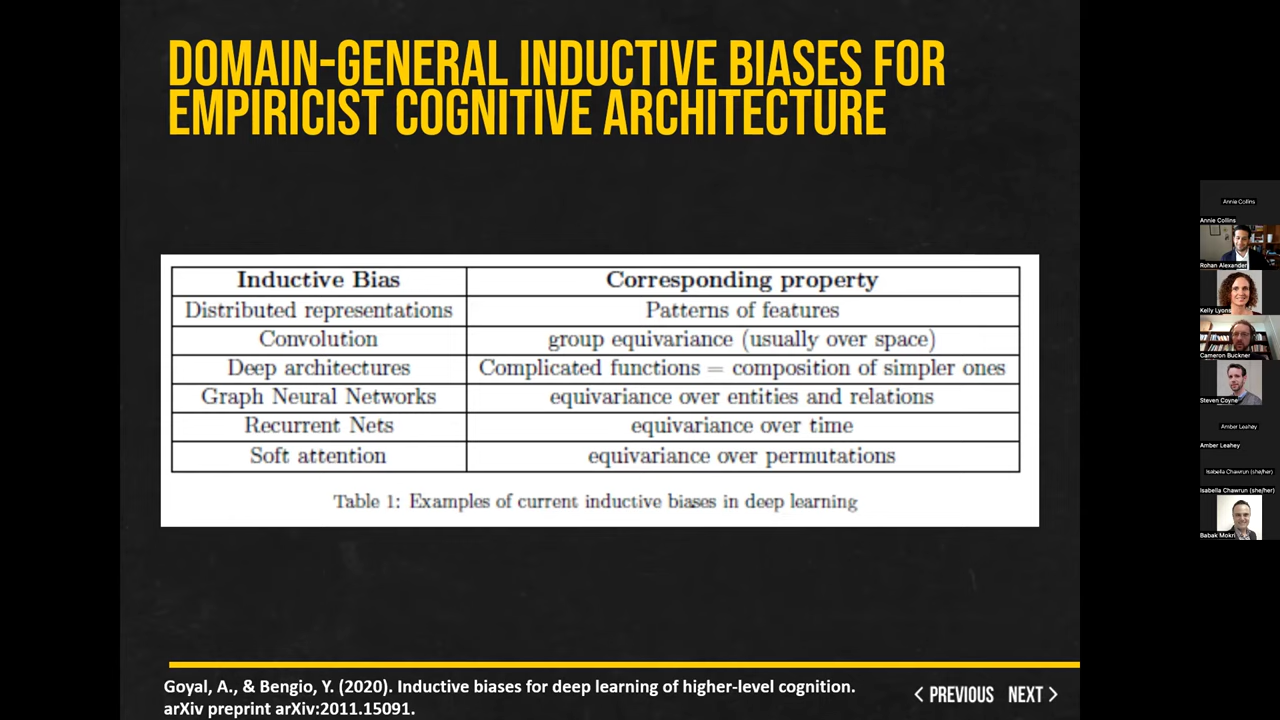 DOMAIN-GENERAL INDUCTIVE BIASES FOR
EMPIRICIST COGNITIVE ARCHITECTURE
Inductive Bias Corresponding property
Distributed representations Patterns of features
Convolution group equivariance (usually over space)
Deep architectures Complicated functions = composition of simpler ones
Graph Neural Networks equivariance over entities and relations
Recurrent Nets equivariance over time
Soft attention equivariance over permutations
Table 1: Examples of current inductive biases in deep learning
Goyal, A., & Bengio, Y. (2020). Inductive biases for deep learning of higher-level cognition.
arXiv preprint arXiv:2011.15091.
< PREVIOUS NEXT >
Annie Collins
Annie Collins
Rohan Alexander
Kelly Lyons
Cameron Buckner
Steven Coyne
Amber Leahey
Amber Leahey
Isabella Chawrun (she/her)
Isabella Chawrun (she/her)
Babak Mokri